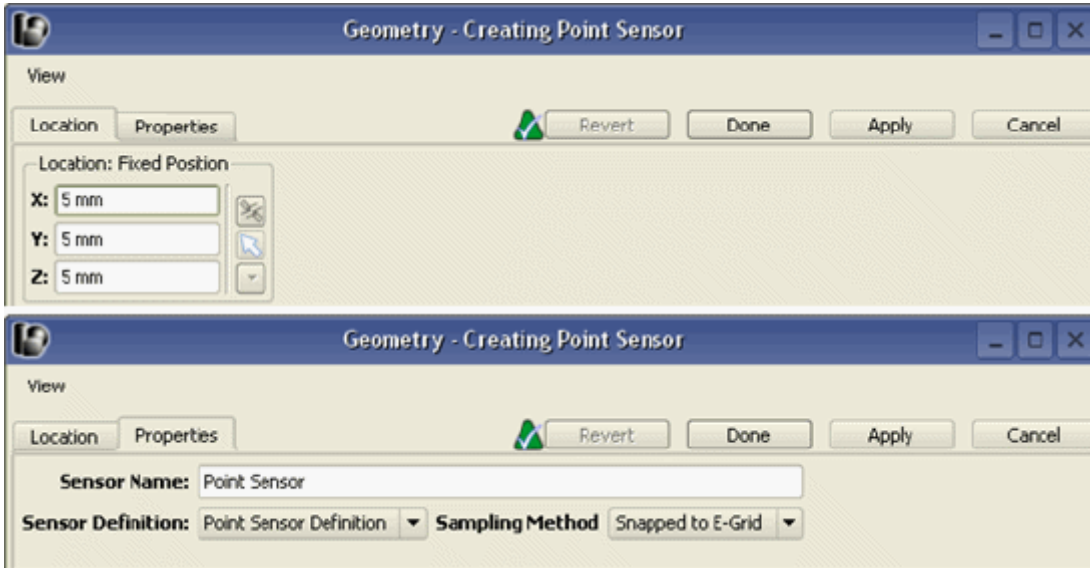 Geometry - Creating Point Sensor
View
Location Properties Revert Done Apply Cancel
Location: Fixed Position
X: 5 mm
Y: 5 mm
Z: 5 mm
Geometry - Creating Point Sensor
View
Location Properties Revert Done Apply Cancel
Sensor Name: Point Sensor
Sensor Definition: Point Sensor Definition Sampling Method Snapped to E-Grid